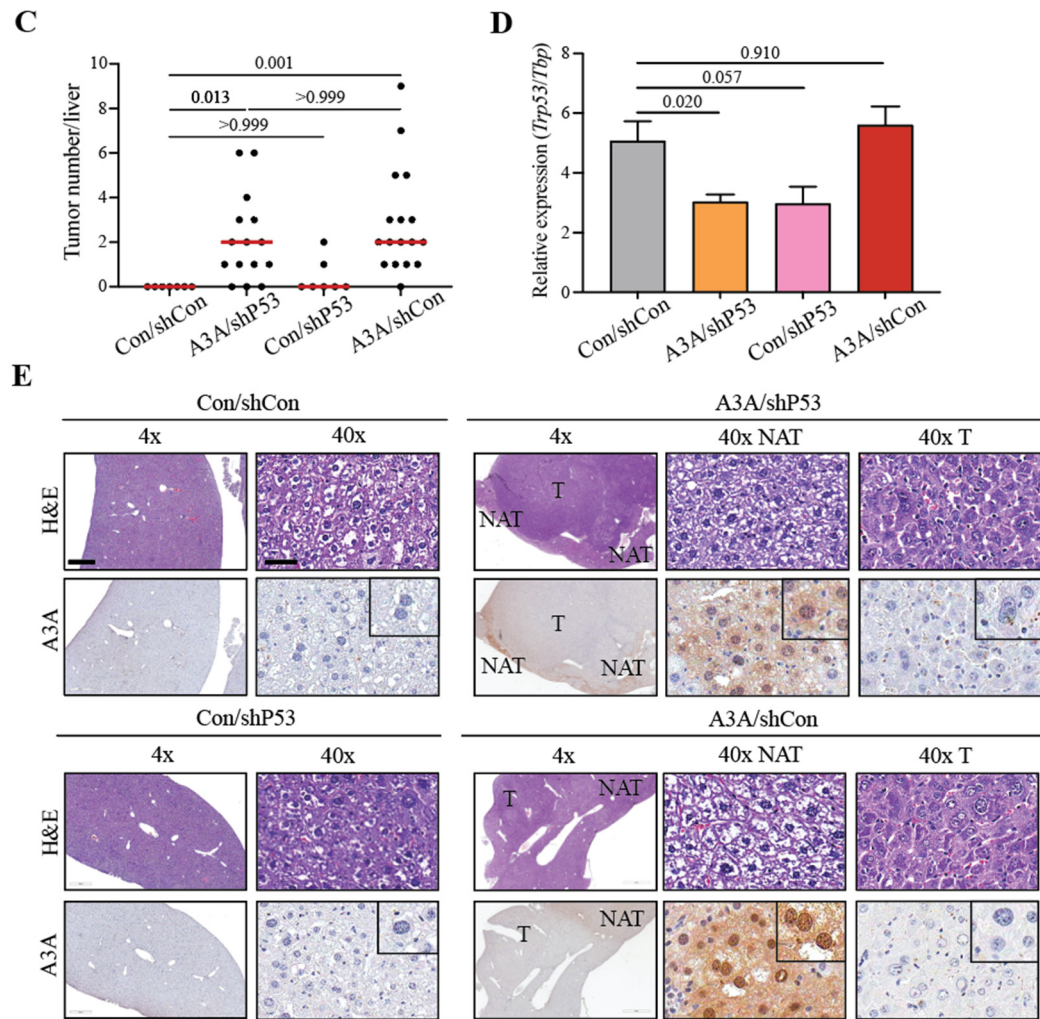 C
Tumor number/liver
10
8
6
4
2
0
0.001
0.013
>0.999
>0.999
Con/shCon
A3A/shP53
Con/shP53
A3A/shCon
D
Relative expression (Trp53/Tbp)
8
6
4
2
0
0.910
0.057
0.020
Con/shCon
A3A/shP53
Con/shP53
A3A/shCon
E
Con/shCon
4x 40x
H&E
A3A
A3A/shP53
4x 40x NAT 40x T
T
NAT
NAT
T
NAT
NAT
Con/shP53
4x 40x
H&E
A3A
A3A/shCon
4x 40x NAT 40x T
T
NAT
T
NAT